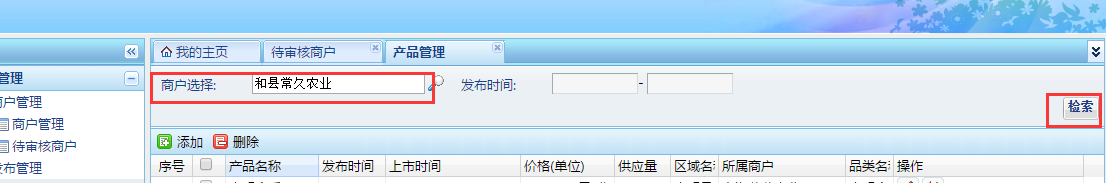 我的主页 待审核商户 产品管理
管理
商户选择: 和县常久农业 发布时间: -
检索
户管理
商户管理
待审核商户
发布管理
添加 删除
序号 产品名称 发布时间 上市时间 价格(单位) 供应量 区域名 所属商户 品类名 操作